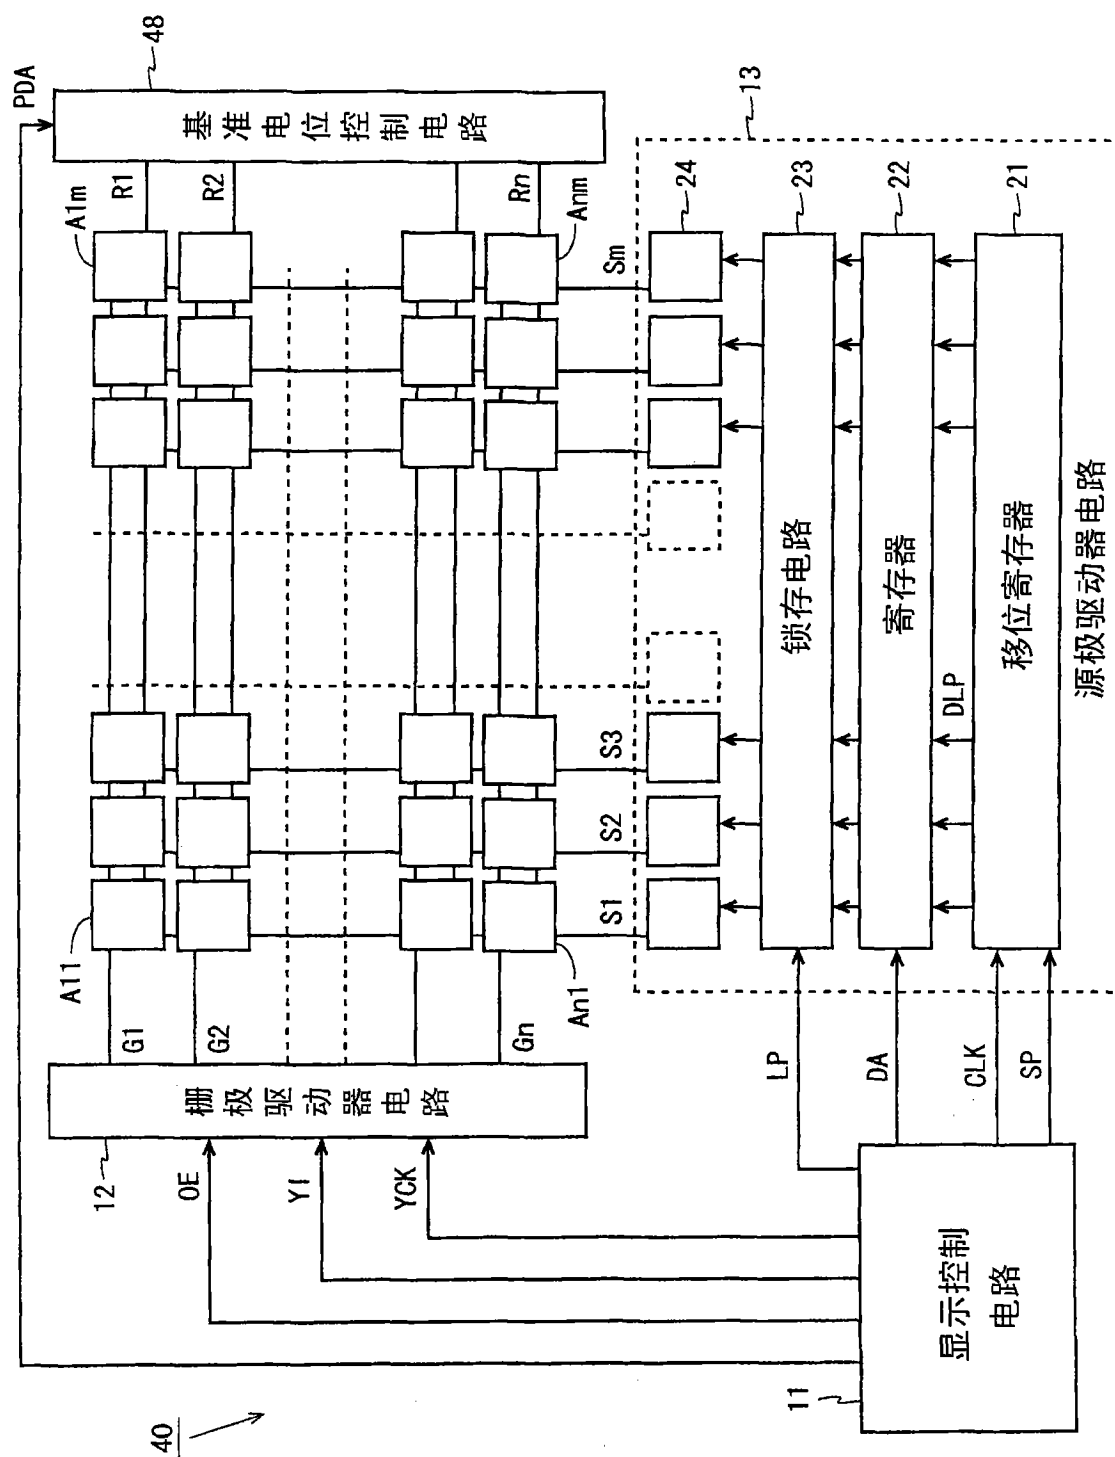 40
11
显示控制
电路
OE
YI
YCK
LP
DA
CLK
SP
PDA
12
栅极驱动器电路
G1
G2
Gn
A11
An1
S1
S2
S3
Sm
A1m
Anm
R1
R2
Rn
48
基准电位控制电路
13
24
23
锁存电路
22
寄存器
DLP
21
移位寄存器
源极驱动器电路